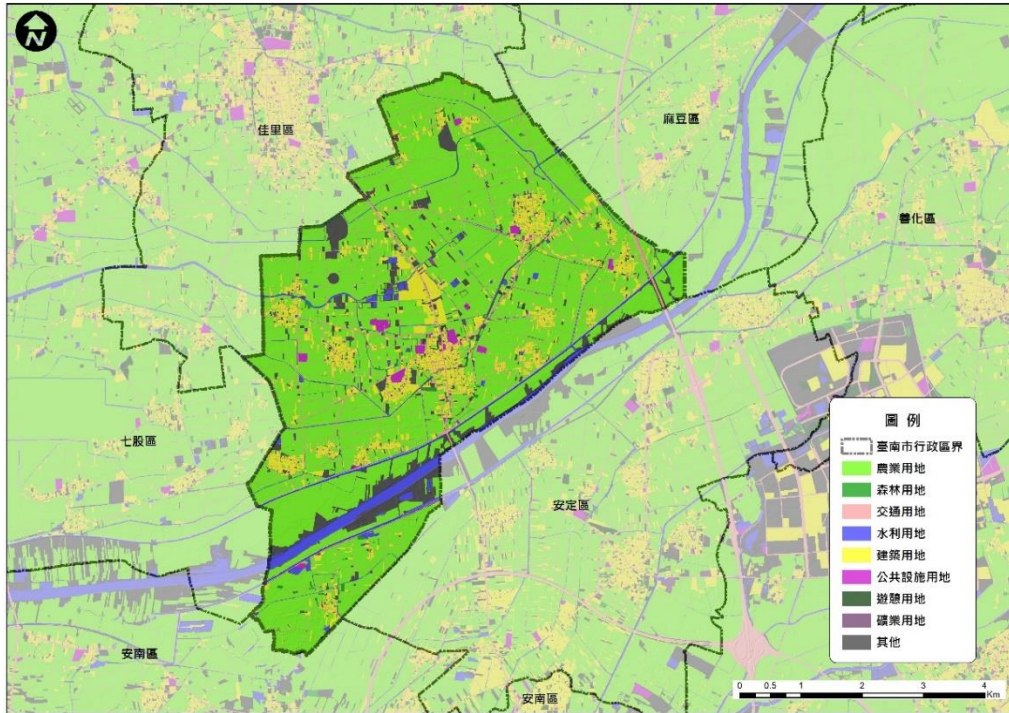 N
佳里區
麻豆區
善化區
七股區
安定區
安南區
安南區
圖 例
臺南市行政區界
農業用地
森林用地
交通用地
水利用地
建築用地
公共設施用地
遊憩用地
礦業用地
其他
0 0.5 1 2 3 4
Km